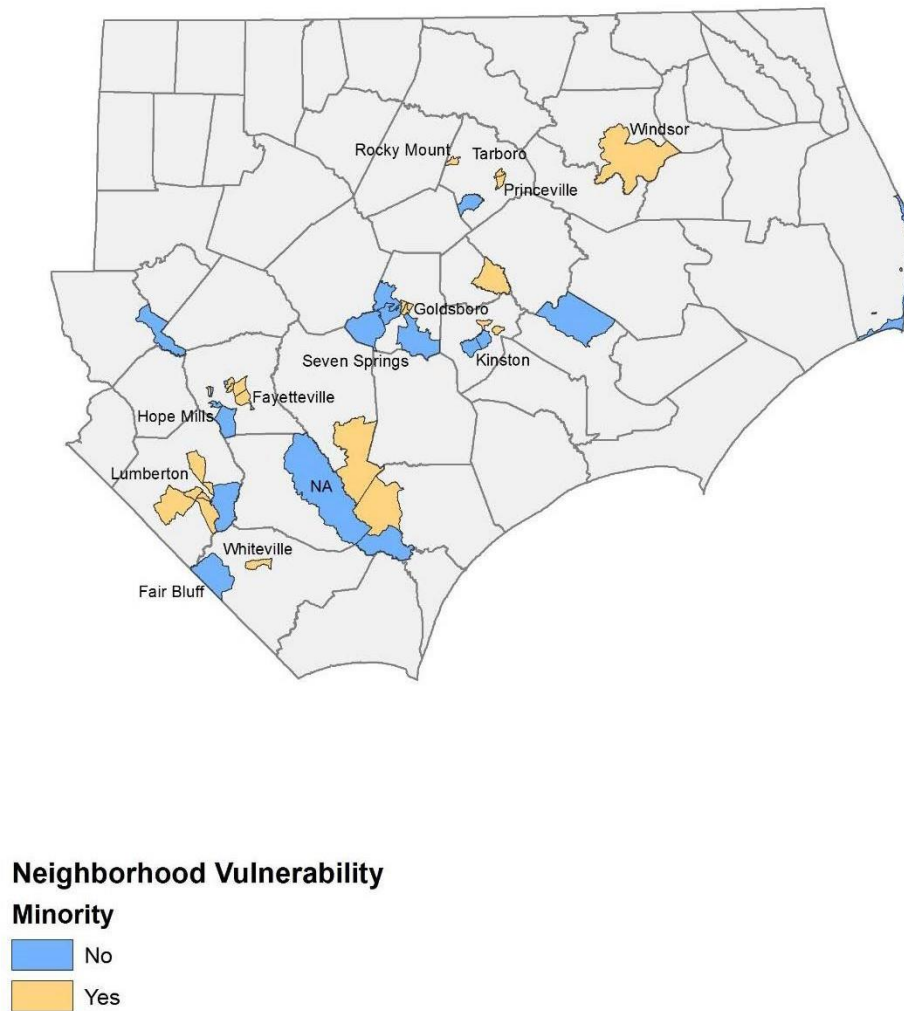 Windsor
Rocky Mount
Tarboro
Princeville
Goldsboro
Seven Springs
Kinston
Fayetteville
Hope Mills
Lumberton
NA
Whiteville
Fair Bluff
Neighborhood Vulnerability
Minority
No
Yes